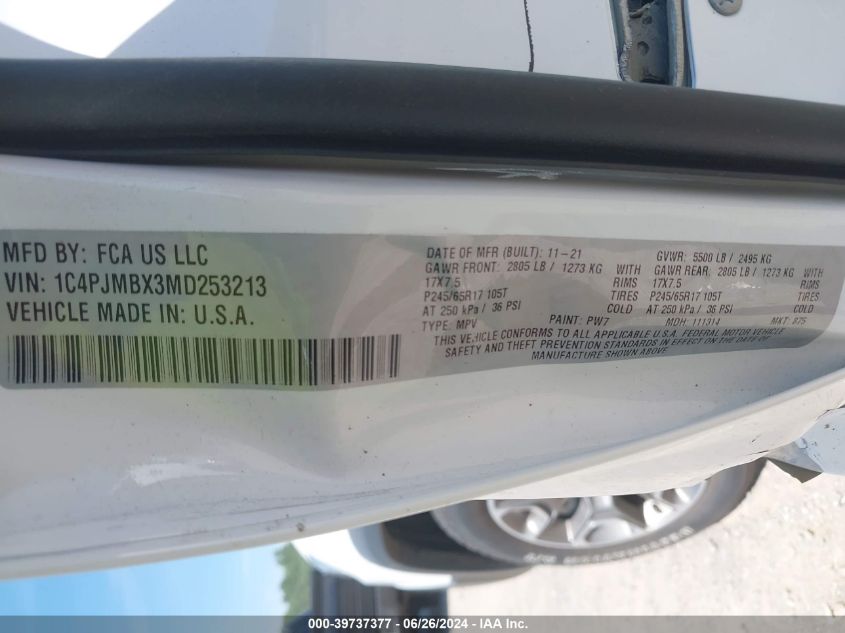 MFD BY: FCA US LLC
VIN: 1C4PJMBX3MD253213
VEHICLE MADE IN: U.S.A.
DATE OF MFR (BUILT): 11-21 GVWR: 5500 LB / 2495 KG
GAWR FRONT: 2805 LB / 1273 KG GAWR REAR: 2805 LB / 1273 KG
17X7.5 RIMS 17X7.5 RIMS
P245/65R17 105T TIRES P245/65R17 105T TIRES
AT 250 kPa / 36 PSI COLD AT 250 kPa / 36 PSI COLD
TYPE: MPV PAINT: PW7 MDH: 111314 MKT: 875
THIS VEHICLE CONFORMS TO ALL APPLICABLE U.S.A. FEDERAL MOTOR VEHICLE
SAFETY AND THEFT PREVENTION STANDARDS IN EFFECT ON THE DATE OF
MANUFACTURE SHOWN ABOVE
000-39737377 - 06/26/2024 - IAA Inc.